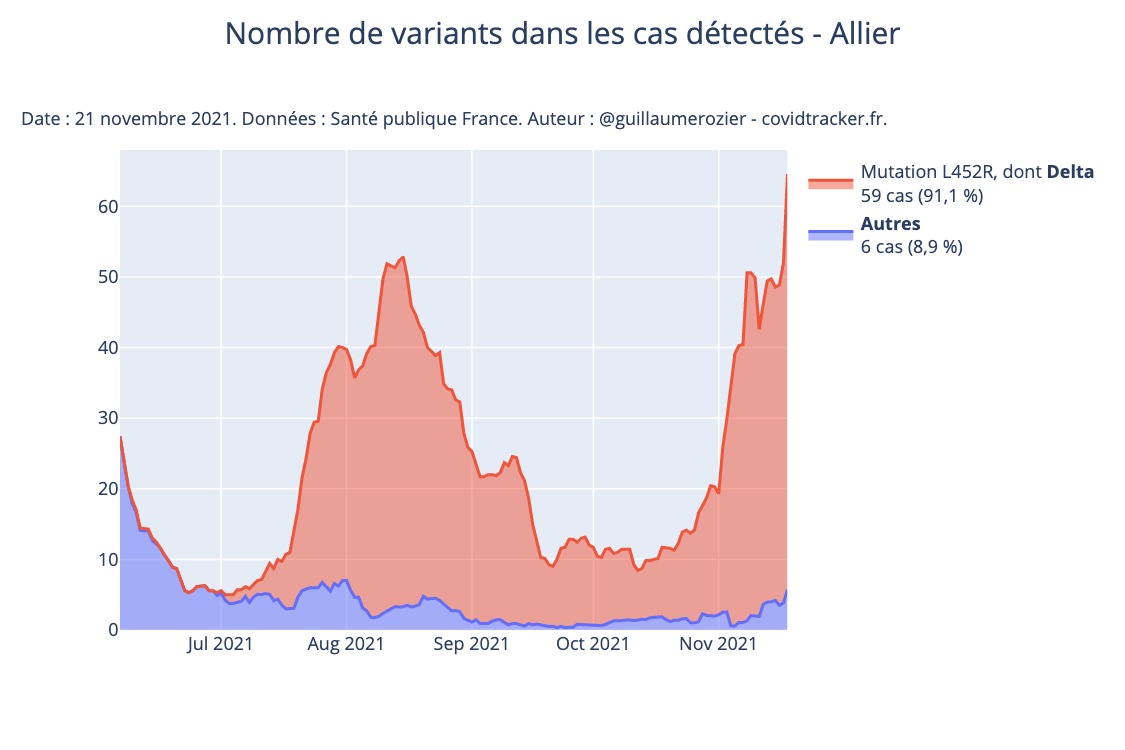 Nombre de variants dans les cas détectés - Allier
Date : 21 novembre 2021. Données : Santé publique France. Auteur : @guillaumerozier - covidtracker.fr.
Mutation L452R, dont Delta
59 cas (91,1 %)
Autres
6 cas (8,9 %)
60
50
40
30
20
10
0
Jul 2021 Aug 2021 Sep 2021 Oct 2021 Nov 2021